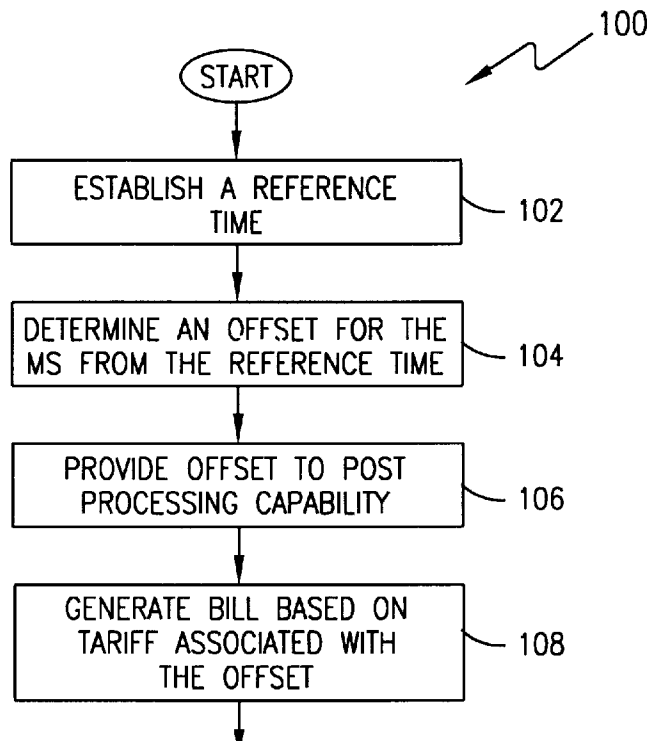 100
START
ESTABLISH A REFERENCE
TIME
102
DETERMINE AN OFFSET FOR THE
MS FROM THE REFERENCE TIME
104
PROVIDE OFFSET TO POST
PROCESSING CAPABILITY
106
GENERATE BILL BASED ON
TARIFF ASSOCIATED WITH
THE OFFSET
108